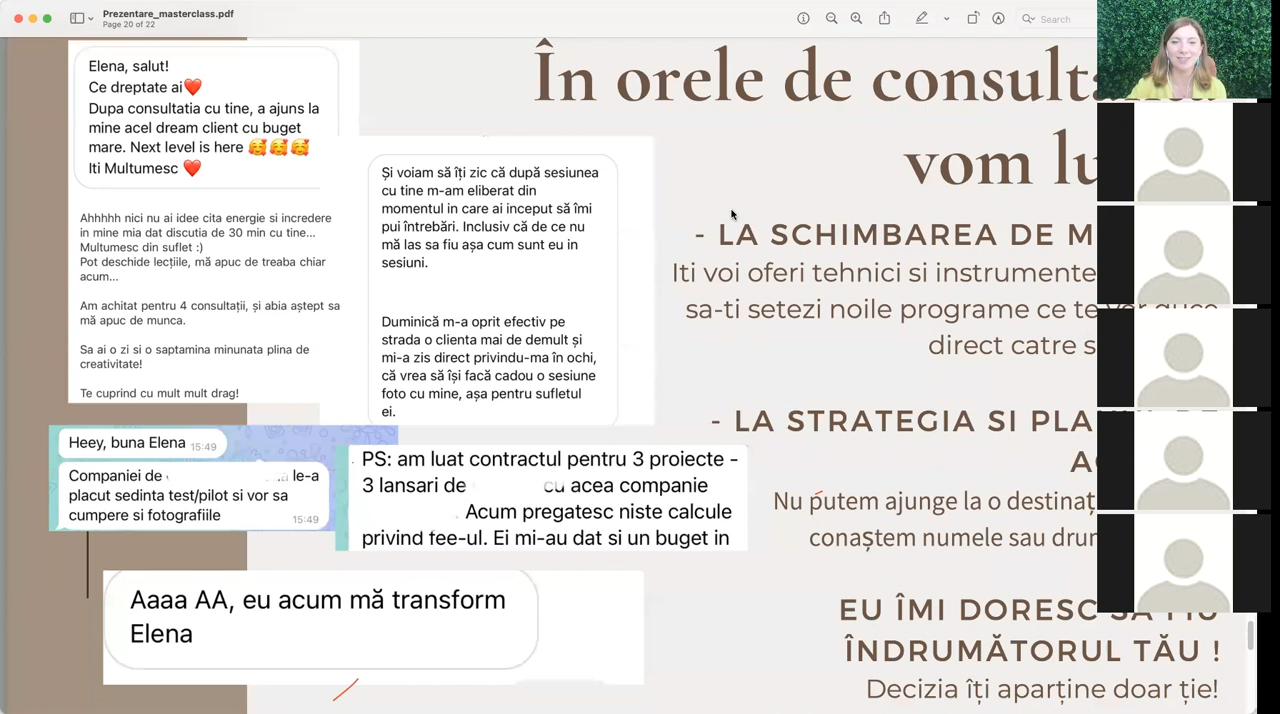 Prezentare_masterclass.pdf
Page 20 of 22
Search
Elena, salut!
Ce dreptate ai❤️
Dupa consultatia cu tine, a ajuns la
mine acel dream client cu buget
mare. Next level is here 🥰🥰🥰
Iti Multumesc ❤️
Ahhhhh nici nu ai idee cita energie si incredere
in mine mia dat discutia de 30 min cu tine...
Multumesc din suflet :)
Pot deschide lecțiile, mă apuc de treaba chiar
acum...
Am achitat pentru 4 consultații, și abia aștept sa
mă apuc de munca.
Sa ai o zi si o saptamina minunata plina de
creativitate!
Te cuprind cu mult mult drag!
Și voiam să îți zic că după sesiunea
cu tine m-am eliberat din
momentul in care ai inceput să îmi
pui întrebări. Inclusiv că de ce nu
mă las sa fiu așa cum sunt eu in
sesiuni.
Duminică m-a oprit efectiv pe
strada o clienta mai de demult și
mi-a zis direct privindu-ma în ochi,
că vrea să își facă cadou o sesiune
foto cu mine, așa pentru sufletul
ei.
Heey, buna Elena 15:49
Companiei de le-a
placut sedinta test/pilot si vor sa
cumpere si fotografiile 15:49
PS: am luat contractul pentru 3 proiecte -
3 lansari de cu acea companie
. Acum pregatesc niste calcule
privind fee-ul. Ei mi-au dat si un buget in
Aaaa AA, eu acum mă transform
Elena
În orele de
vom
- LA SCHIMBAREA DE
Iti voi oferi tehnici si instrumente
sa-ti setezi noile programe ce te
direct catre
- LA STRATEGIA SI
Nu putem ajunge la o
conaștem numele sau
EU ÎMI DORESC
ÎNDRUMĂTORUL TĂU !
Decizia îți aparține doar ție!